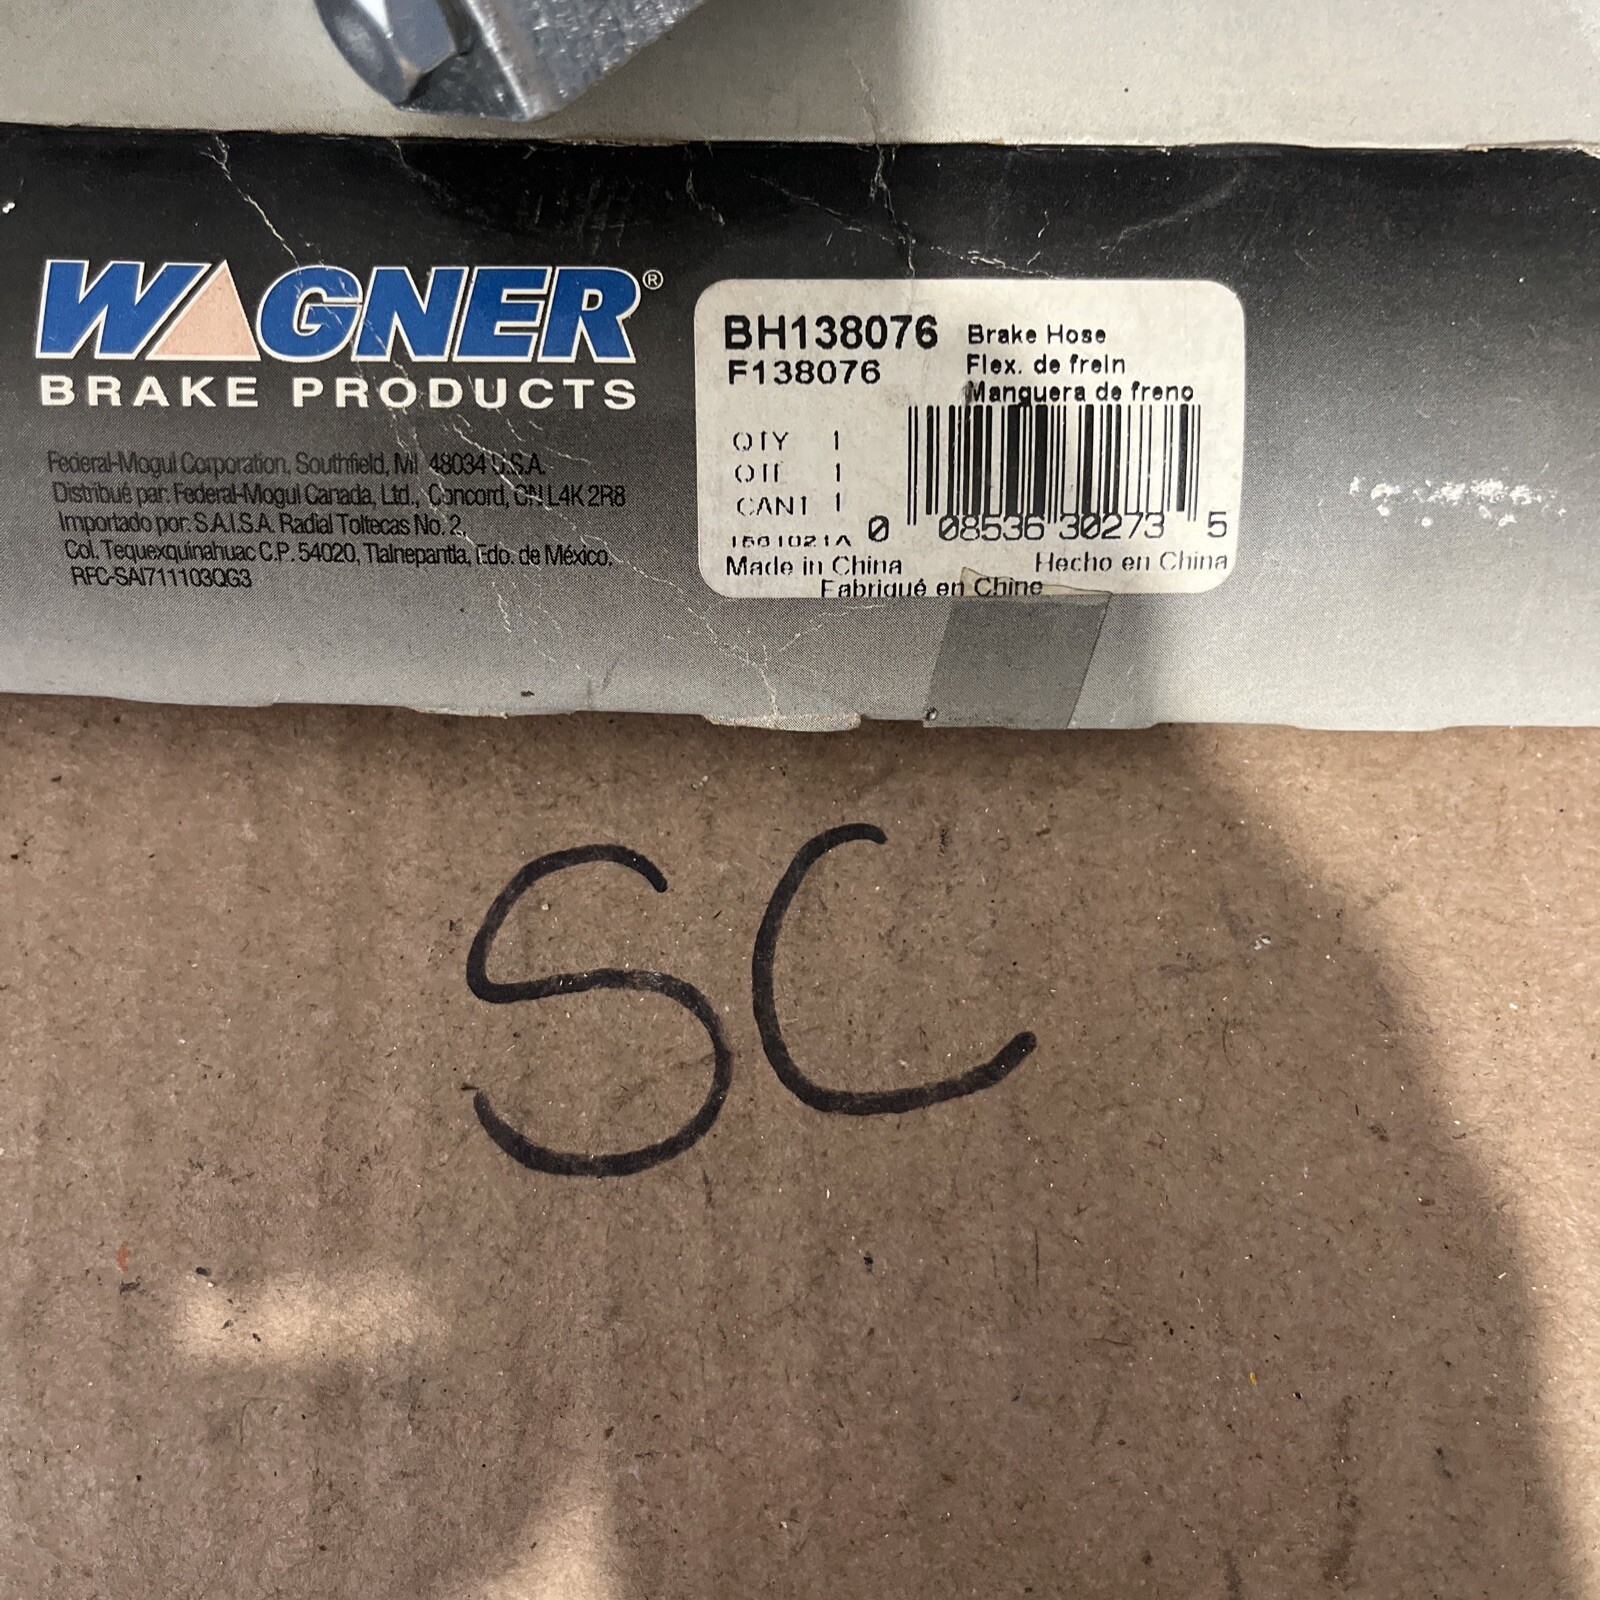 WAGNER®
BRAKE PRODUCTS
Federal-Mogul Corporation, Southfield, MI 48034 U.S.A.
Distribué par: Federal-Mogul Canada, Ltd., Concord, ON L4K 2R8
Importado por: S.A.I.S.A. Radial Toltecas No. 2,
Col. Tequexquinahuac C.P. 54020, Tlalnepantla, Edo. de México.
RFC-SAI711103QG3
BH138076 Brake Hose
F138076 Flex. de frein
Manguera de freno
QTY 1
QTE 1
CANT 1
0 08536 30273 5
Made in China Hecho en China
Fabriqué en Chine
SC